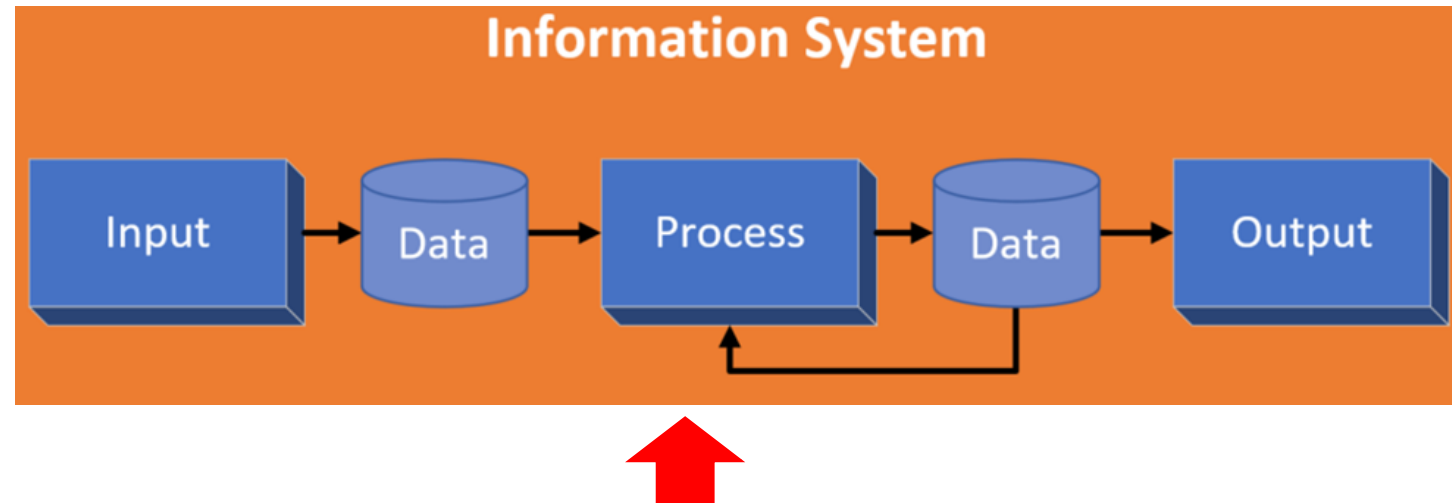 Information System
Input
Data
Process
Data
Output